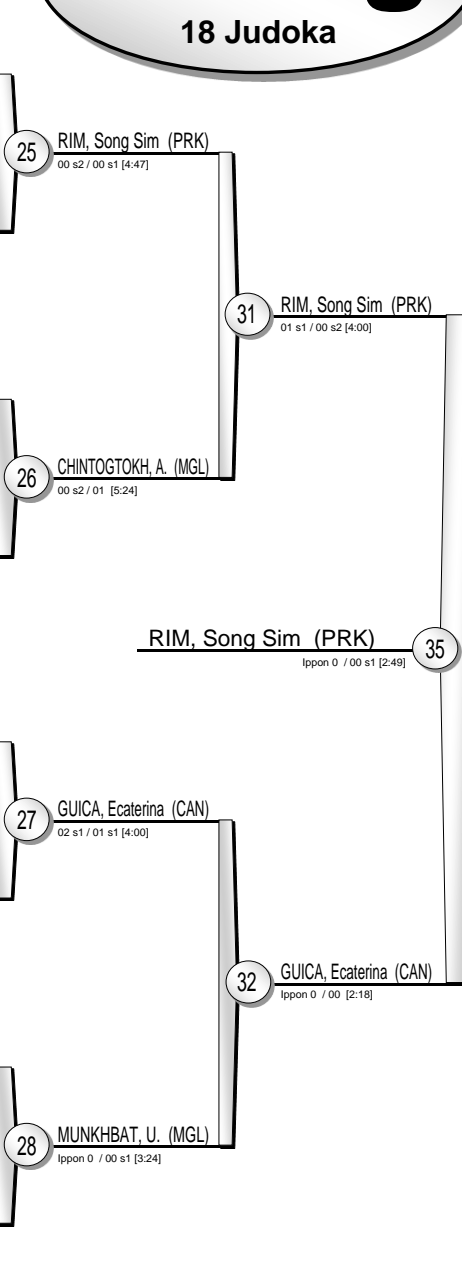 18 Judoka
25
RIM, Song Sim (PRK)
00 s2 / 00 s1 [4:47]
31
RIM, Song Sim (PRK)
01 s1 / 00 s2 [4:00]
26
CHINTOGTOKH, A. (MGL)
00 s2 / 01 [5:24]
RIM, Song Sim (PRK)
Ippon 0 / 00 s1 [2:49]
35
27
GUICA, Ecaterina (CAN)
02 s1 / 01 s1 [4:00]
32
GUICA, Ecaterina (CAN)
Ippon 0 / 00 [2:18]
28
MUNKHBAT, U. (MGL)
Ippon 0 / 00 s1 [3:24]